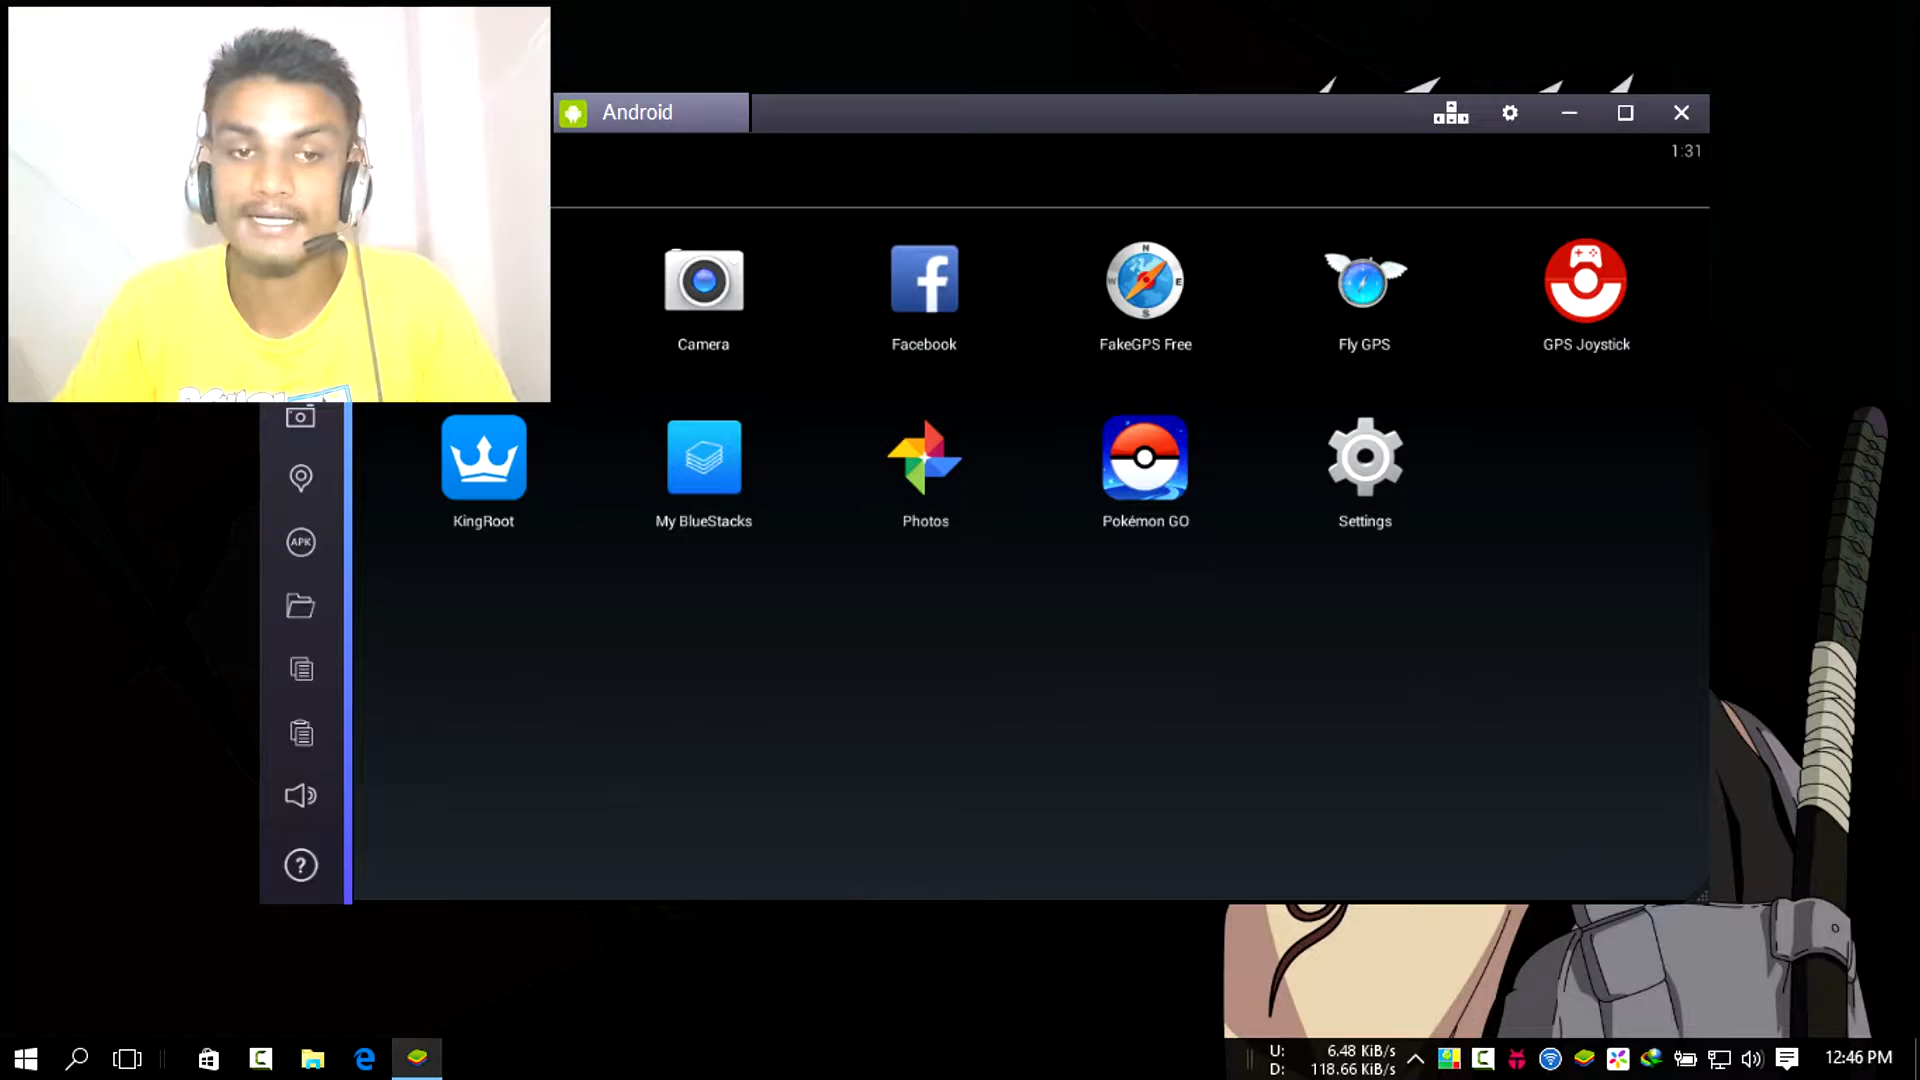 Android
1:31
Camera
Facebook
FakeGPS Free
Fly GPS
GPS Joystick
KingRoot
My BlueStacks
Photos
Pokémon GO
Settings
APK
U: 6.48 KiB/s
D: 118.66 KiB/s
12:46 PM